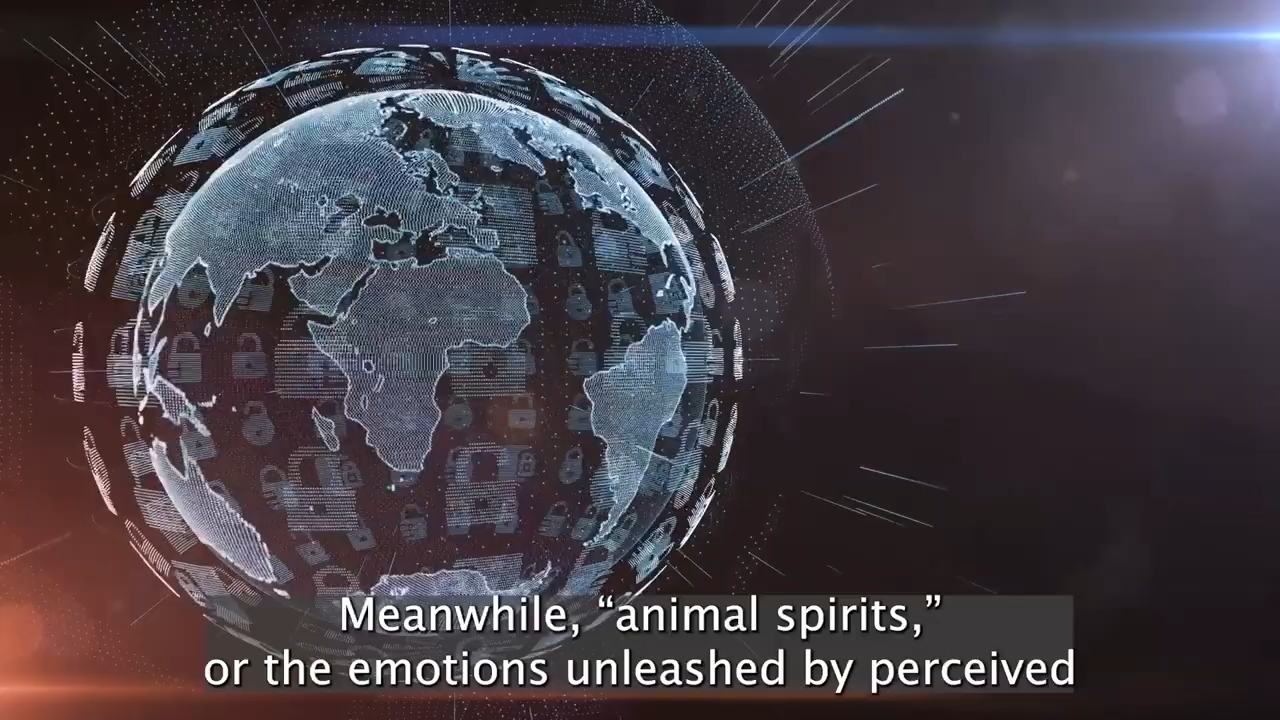 Meanwhile, “animal spirits,”
or the emotions unleashed by perceived